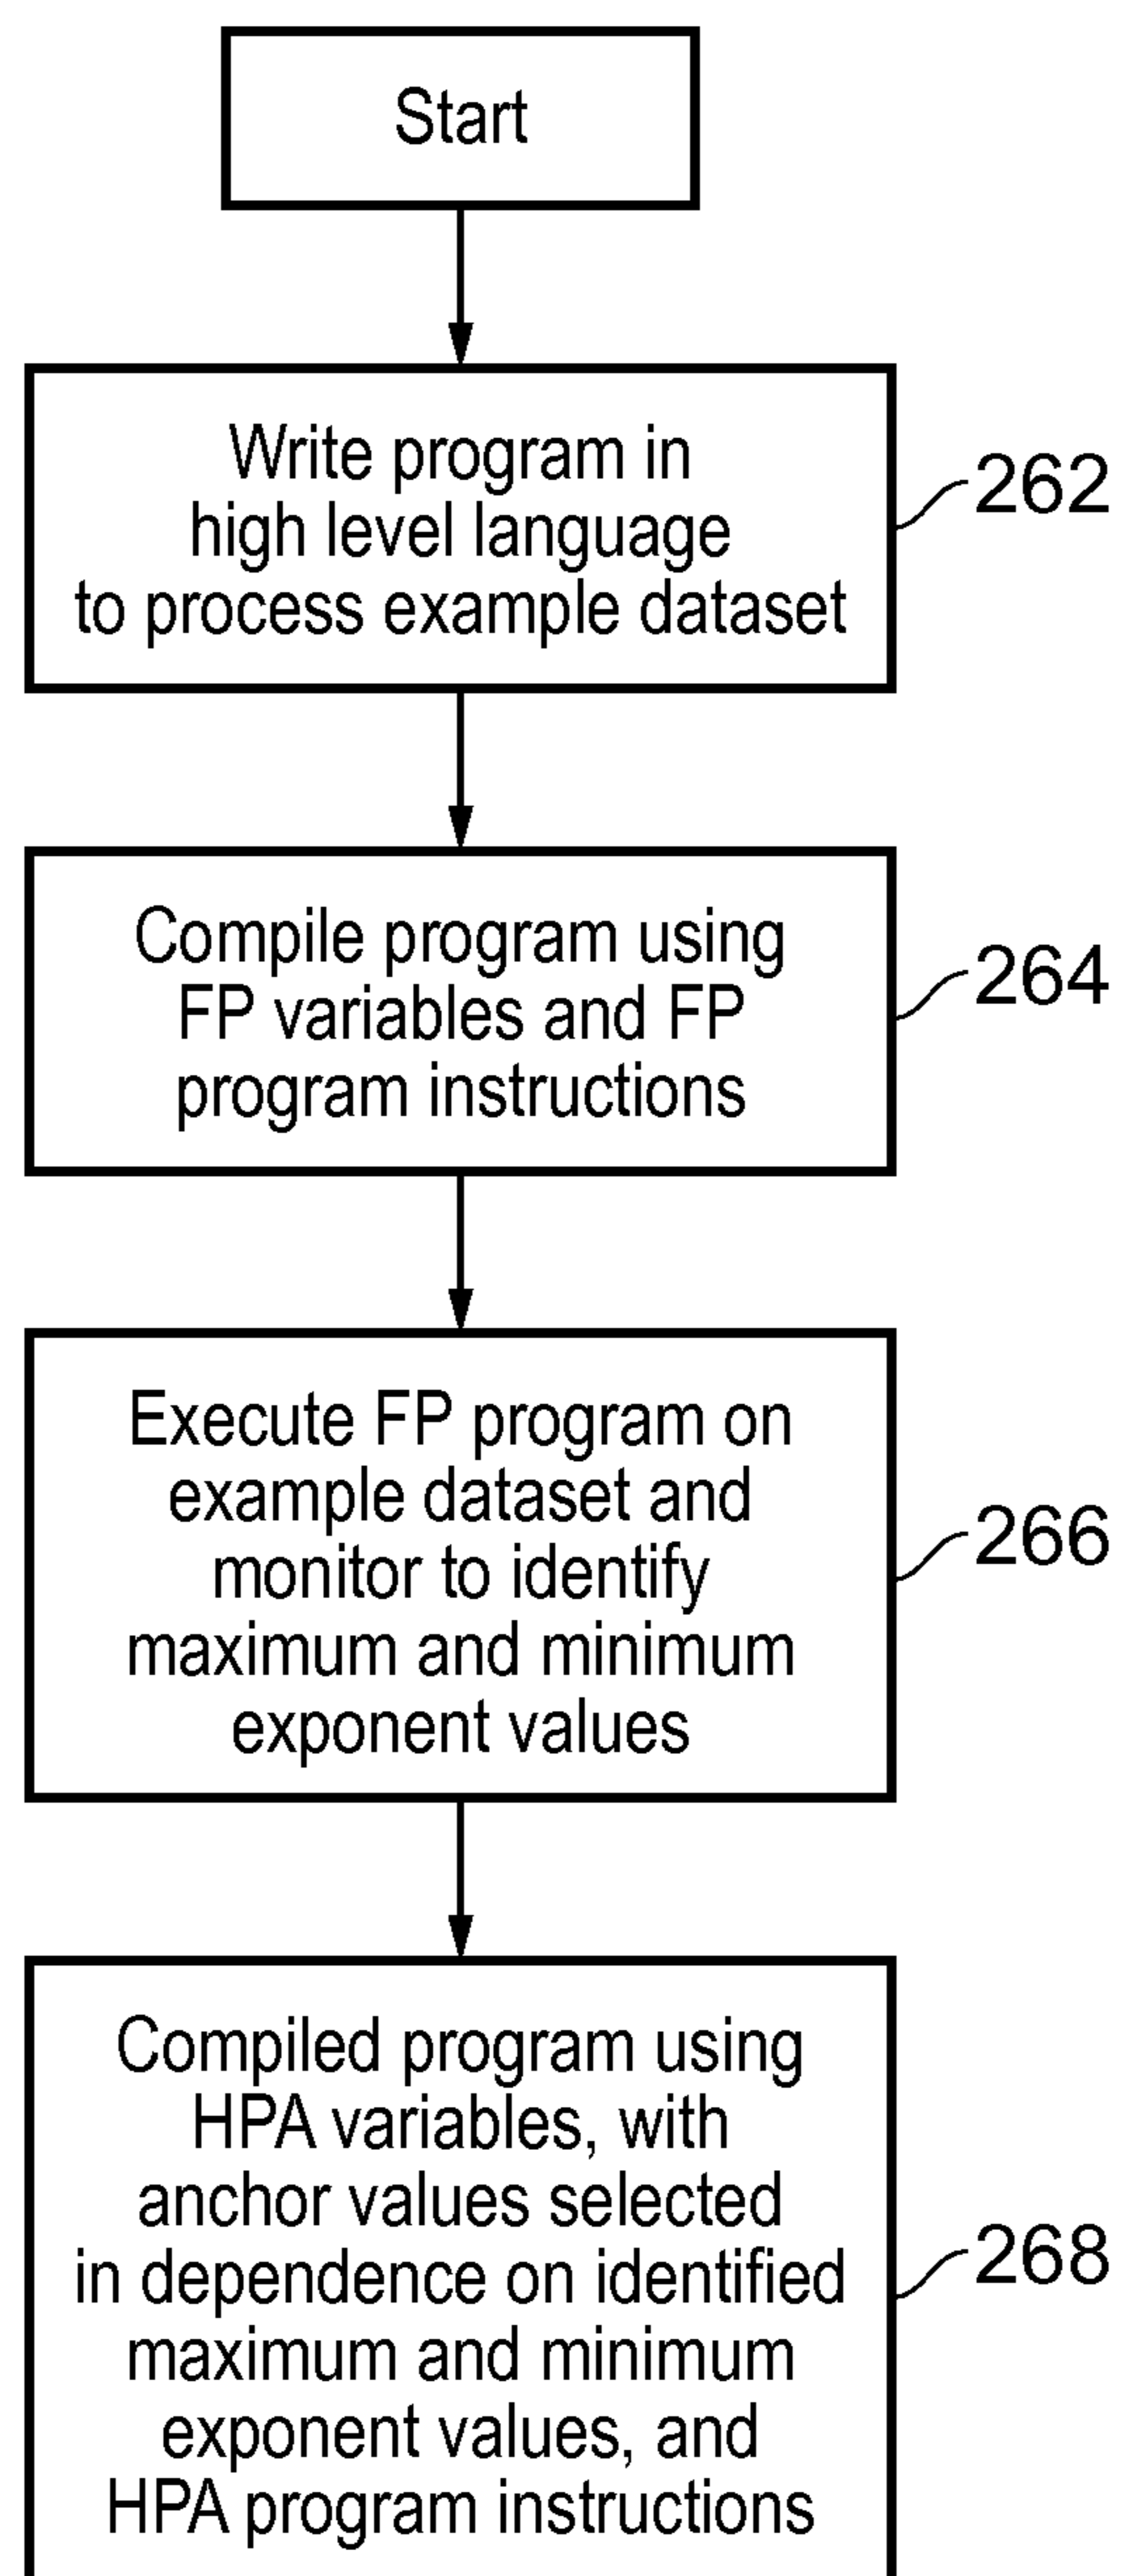 Start
Write program in
high level language
to process example dataset
262
Compile program using
FP variables and FP
program instructions
264
Execute FP program on
example dataset and
monitor to identify
maximum and minimum
exponent values
266
Compiled program using
HPA variables, with
anchor values selected
in dependence on identified
maximum and minimum
exponent values, and
HPA program instructions
268